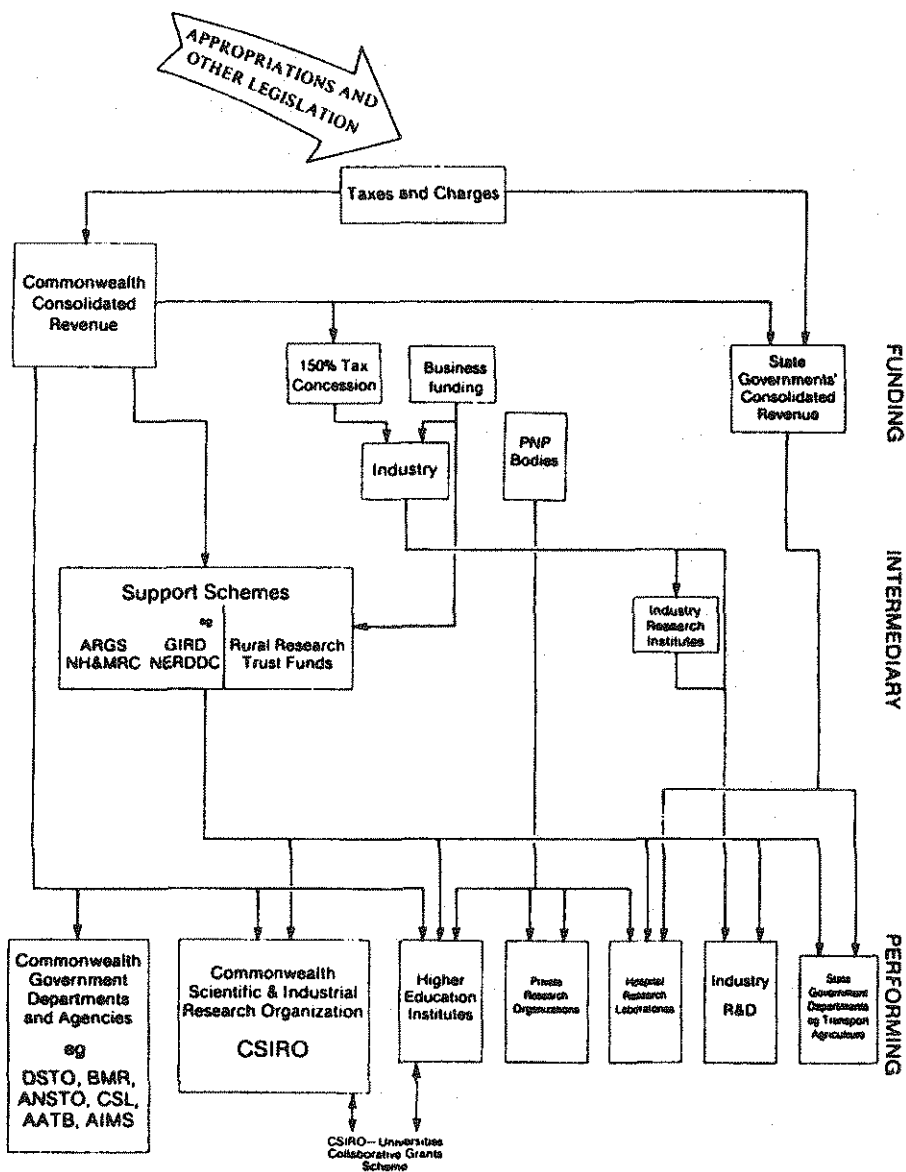 APPROPRIATIONS AND
OTHER LEGISLATION
Taxes and Charges
Commonwealth
Consolidated
Revenue
150% Tax
Concession
Business
funding
State
Governments'
Consolidated
Revenue
FUNDING
Industry
PNP
Bodies
Support Schemes
eg
ARGS GIRD
NH&MRC NERDDC
Rural Research
Trust Funds
Industry
Research
Institutes
INTERMEDIARY
Commonwealth
Government
Departments
and Agencies
eg
DSTO, BMR,
ANSTO, CSL,
AATB, AIMS
Commonwealth
Scientific & Industrial
Research Organization
CSIRO
Higher
Education
Institutes
Private
Research
Organizations
Hospital
Research
Laboratories
Industry
R&D
State
Government
Departments
eg Transport
Agriculture
PERFORMING
CSIRO—Universities
Collaborative Grants
Scheme